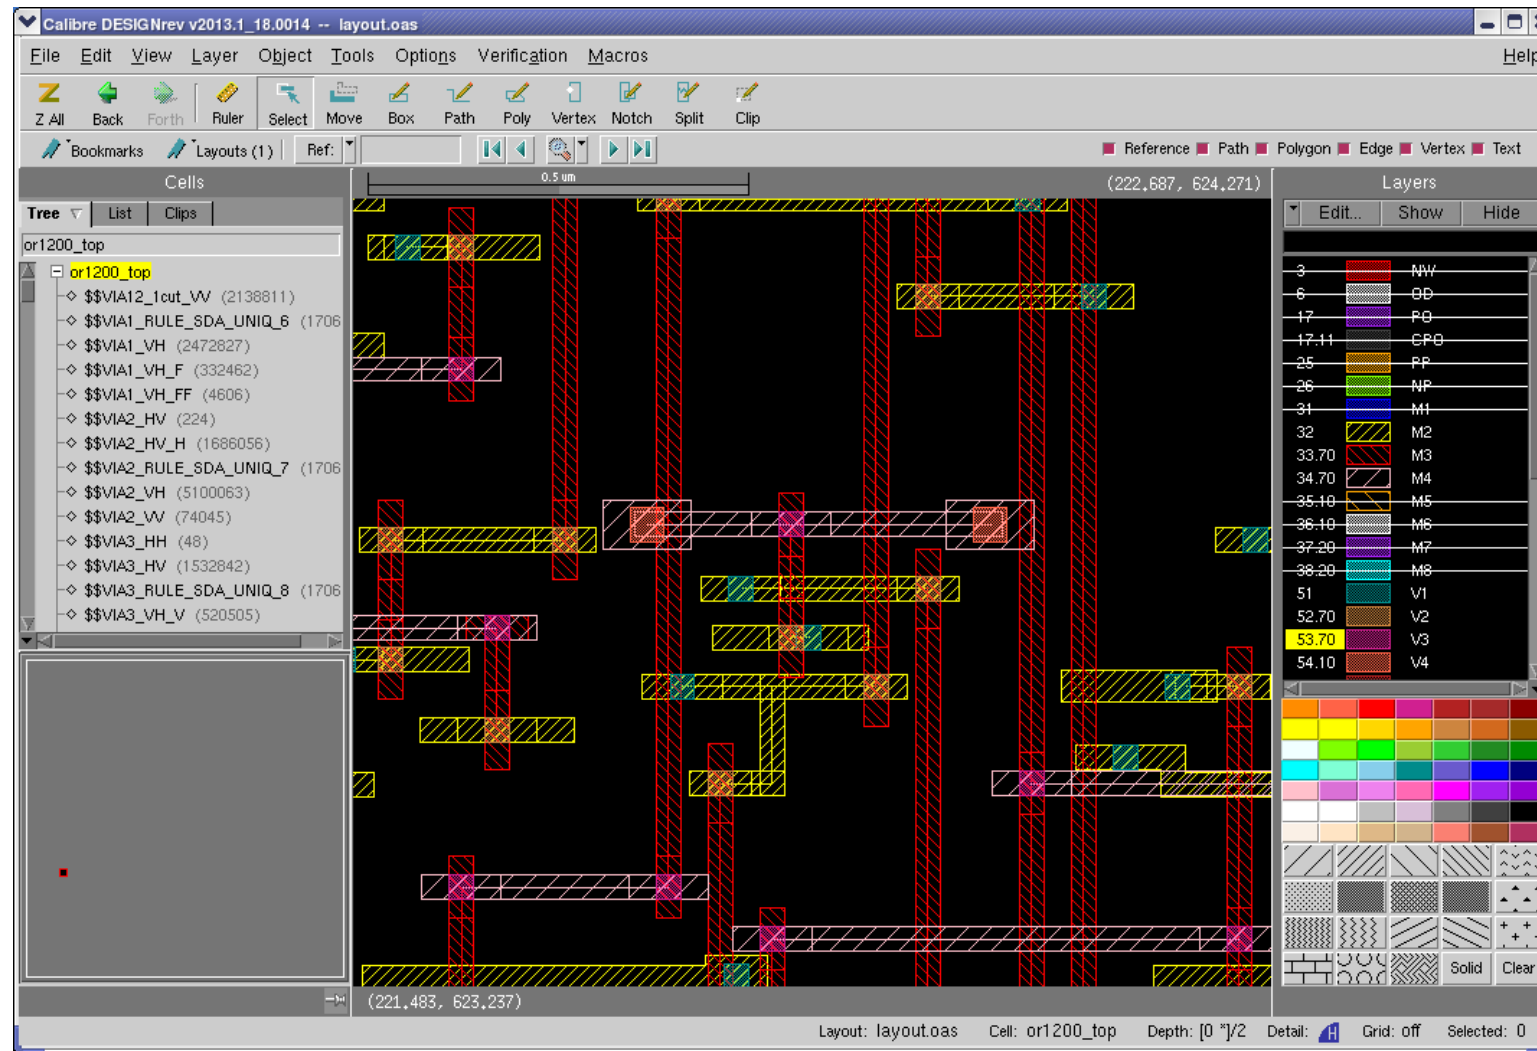 Calibre DESIGNrev v2013.1_18.0014 -- layout.oas
File Edit View Layer Object Tools Options Verification Macros Help
Z All Back Forth Ruler Select Move Box Path Poly Vertex Notch Split Clip
Bookmarks Layouts (1) Ref: Reference Path Polygon Edge Vertex Text
Cells 0.5 um (222.687, 624.271) Layers
Tree List Clips Edit... Show Hide
or1200_top
or1200_top
$$VIA12_1cut_VV (2138811)
$$VIA1_RULE_SDA_UNIQ_6 (1706
$$VIA1_VH (2472827)
$$VIA1_VH_F (332462)
$$VIA1_VH_FF (4606)
$$VIA2_HV (224)
$$VIA2_HV_H (1686056)
$$VIA2_RULE_SDA_UNIQ_7 (1706
$$VIA2_VH (5100063)
$$VIA2_VV (74045)
$$VIA3_HH (48)
$$VIA3_HV (1532842)
$$VIA3_RULE_SDA_UNIQ_8 (1706
$$VIA3_VH_V (520505)
3 NW
6 OD
17 PO
17.11 CPO
25 PP
26 NP
31 M1
32 M2
33.70 M3
34.70 M4
35.10 M5
36.10 M6
37.20 M7
38.20 M8
51 V1
52.70 V2
53.70 V3
54.10 V4
Solid Clear
(221.483, 623.237)
Layout: layout.oas Cell: or1200_top Depth: [0 *]/2 Detail: H Grid: off Selected: 0